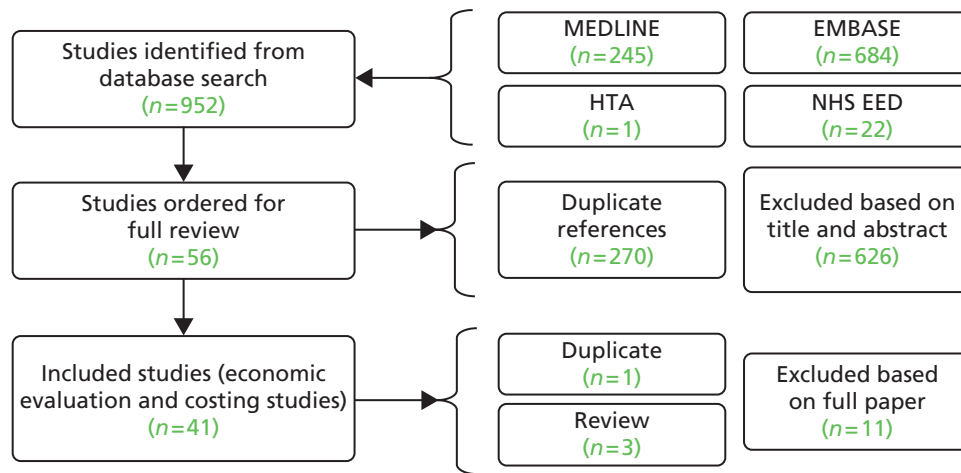 Studies identified from
database search
(n=952)
MEDLINE
(n=245)
EMBASE
(n=684)
HTA
(n=1)
NHS EED
(n=22)
Studies ordered for
full review
(n=56)
Duplicate
references
(n=270)
Excluded based on
title and abstract
(n=626)
Included studies (economic
evaluation and costing studies)
(n=41)
Duplicate
(n=1)
Review
(n=3)
Excluded based
on full paper
(n=11)